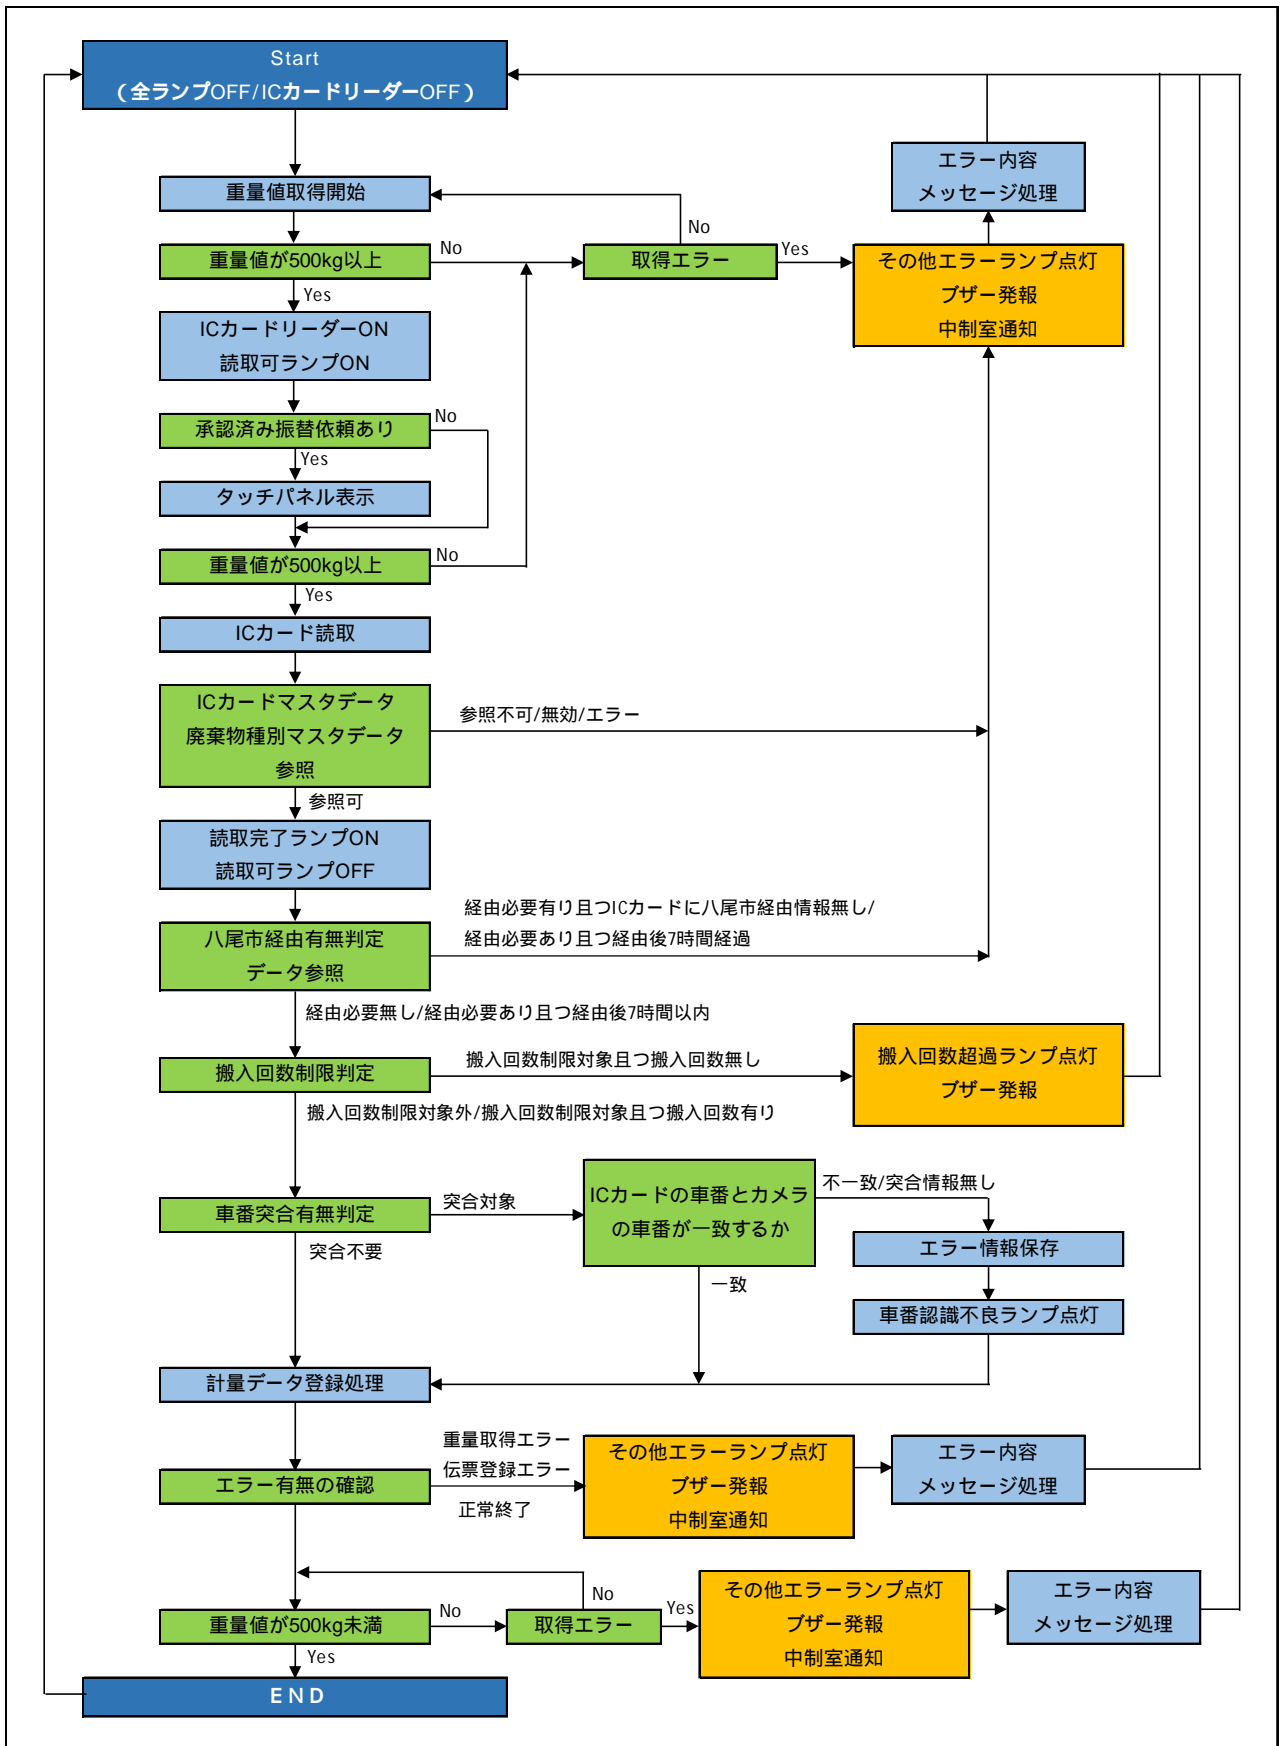 Start
（全ランプOFF/ICカードリーダーOFF）
エラー内容
メッセージ処理
重量値取得開始
No
重量値が500kg以上
No
取得エラー
Yes
その他エラーランプ点灯
ブザー発報
中制室通知
Yes
ICカードリーダーON
読取可ランプON
承認済み振替依頼あり
No
Yes
タッチパネル表示
重量値が500kg以上
No
Yes
ICカード読取
ICカードマスタデータ
廃棄物種別マスタデータ
参照
参照不可/無効/エラー
参照可
読取完了ランプON
読取可ランプOFF
経由必要有り且つICカードに八尾市経由情報無し/
経由必要あり且つ経由後7時間経過
八尾市経由有無判定
データ参照
経由必要無し/経由必要あり且つ経由後7時間以内
搬入回数制限判定
搬入回数制限対象且つ搬入回数無し
搬入回数超過ランプ点灯
ブザー発報
搬入回数制限対象外/搬入回数制限対象且つ搬入回数有り
車番突合有無判定
突合対象
ICカードの車番とカメラ
の車番が一致するか
不一致/突合情報無し
エラー情報保存
突合不要
一致
車番認識不良ランプ点灯
計量データ登録処理
重量取得エラー
伝票登録エラー
エラー有無の確認
正常終了
その他エラーランプ点灯
ブザー発報
中制室通知
エラー内容
メッセージ処理
No
重量値が500kg未満
No
取得エラー
Yes
その他エラーランプ点灯
ブザー発報
中制室通知
エラー内容
メッセージ処理
Yes
END